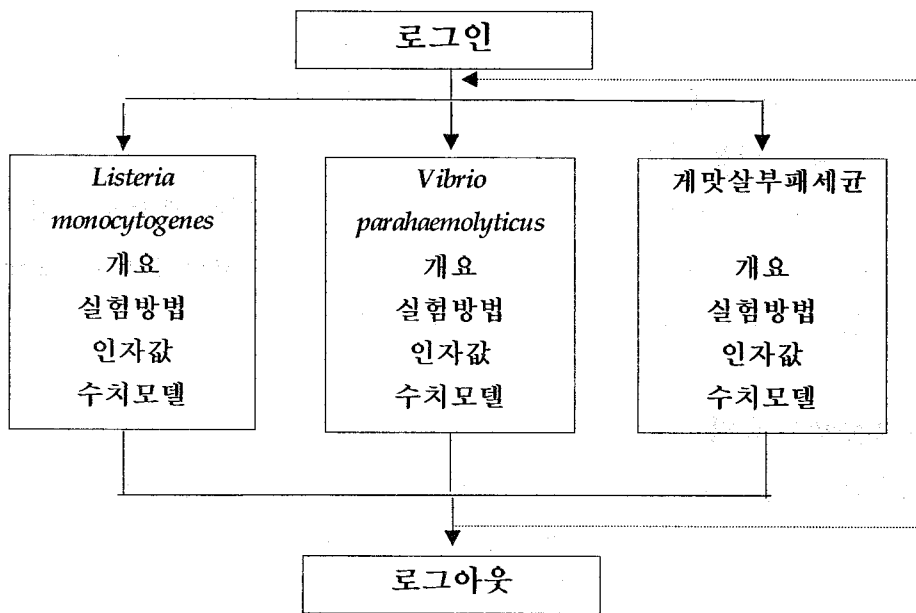 로그인
Listeria
monocytogenes
개요
실험방법
인자값
수치모델
Vibrio
parahaemolyticus
개요
실험방법
인자값
수치모델
게맛살부패세균
개요
실험방법
인자값
수치모델
로그아웃